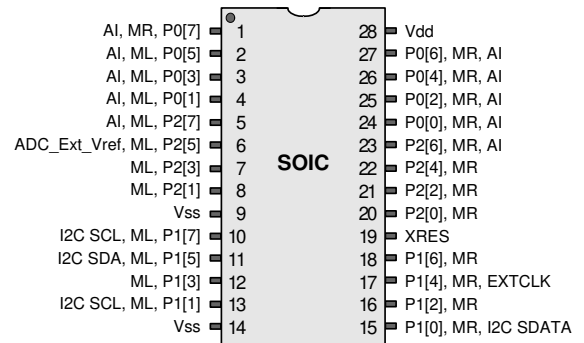 AI, MR, P0[7] 1 28 Vdd
AI, ML, P0[5] 2 27 P0[6], MR, AI
AI, ML, P0[3] 3 26 P0[4], MR, AI
AI, ML, P0[1] 4 25 P0[2], MR, AI
AI, ML, P2[7] 5 24 P0[0], MR, AI
ADC_Ext_Vref, ML, P2[5] 6 23 P2[6], MR, AI
ML, P2[3] 7 SOIC 22 P2[4], MR
ML, P2[1] 8 21 P2[2], MR
Vss 9 20 P2[0], MR
I2C SCL, ML, P1[7] 10 19 XRES
I2C SDA, ML, P1[5] 11 18 P1[6], MR
ML, P1[3] 12 17 P1[4], MR, EXTCLK
I2C SCL, ML, P1[1] 13 16 P1[2], MR
Vss 14 15 P1[0], MR, I2C SDATA